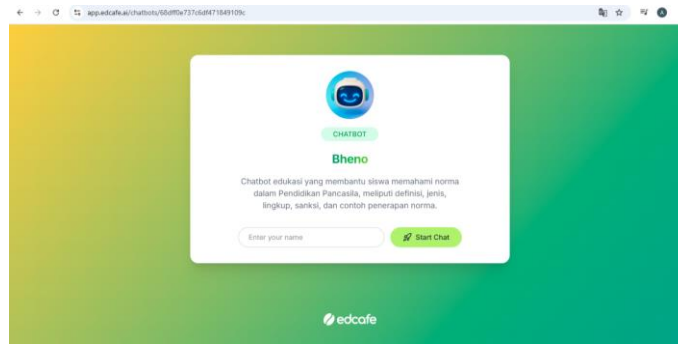 app.edcafe.ai/chatbots/68dff0e737c6df471849109c
CHATBOT
Bheno
Chatbot edukasi yang membantu siswa memahami norma
dalam Pendidikan Pancasila, meliputi definisi, jenis,
lingkup, sanksi, dan contoh penerapan norma.
Enter your name
Start Chat
edcafe